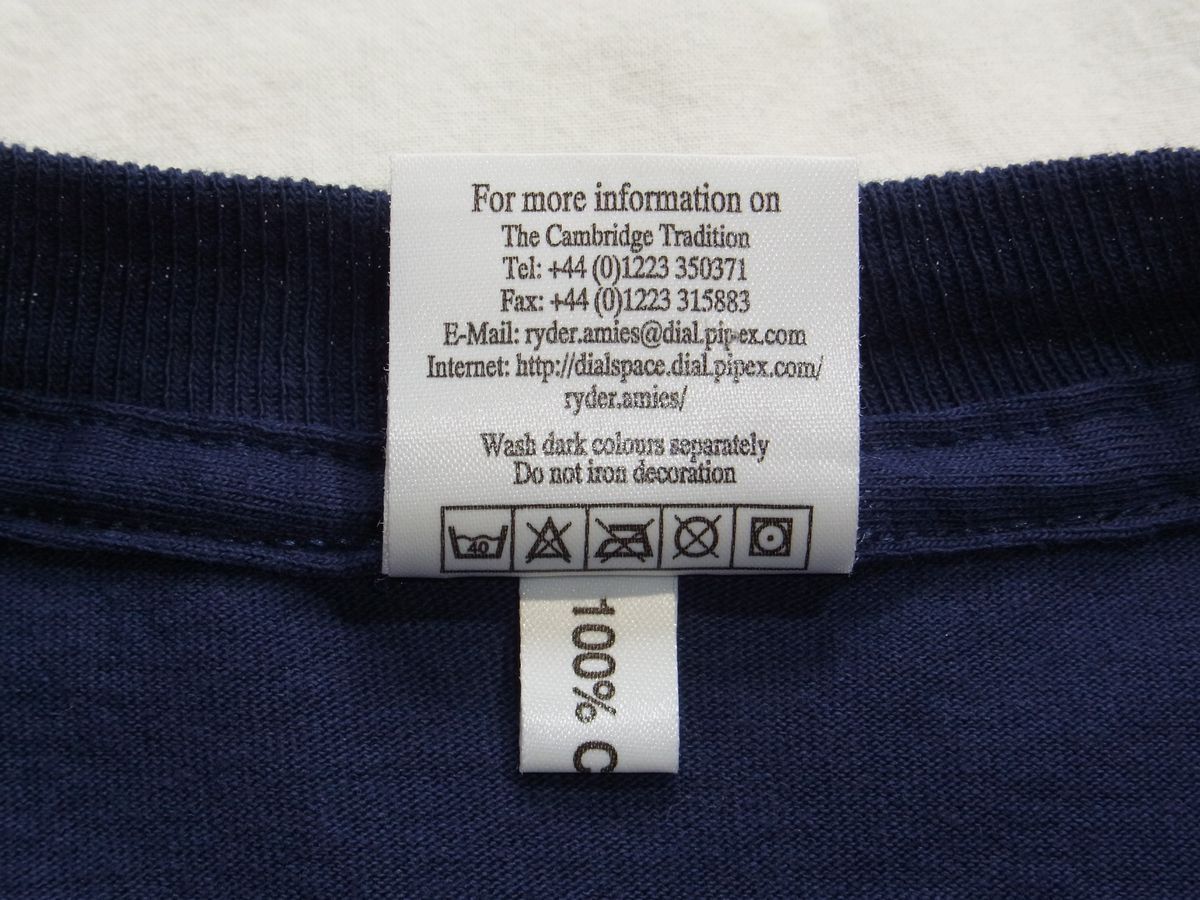 For more information on
The Cambridge Tradition
Tel: +44 (0)1223 350371
Fax: +44 (0)1223 315883
E-Mail: ryder.amies@dial.pipex.com
Internet: http://dialspace.dial.pipex.com/
ryder.amies/
Wash dark colours separately
Do not iron decoration
40
100% C